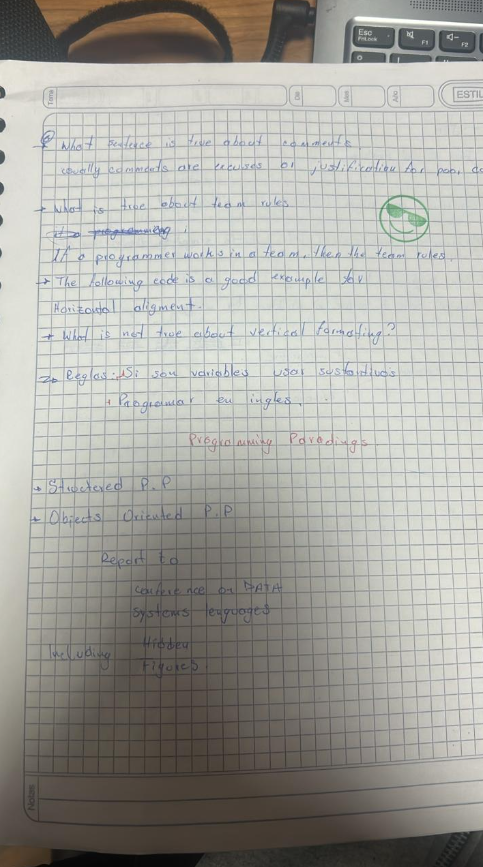 Esc
FnLock
F1
F2
Tema
Día
Mes
Año
ESTIL
What sentence is true about comments
usually comments are excuses or justification for poor
+ What is true about team rules
If a programmer works in a team, then the team rules.
+ The following code is a good example for
Horizontal aligment.
+ What is not true about vertical formating?
Reglas: Si son variables usar sustantivos
+ Programar en ingles.
Programming Paradings
+ Structered P.P
+ Objects Oriented P.P
Report to
conference on DATA
systems lenguages
Including Hidden
Figures.
Notas